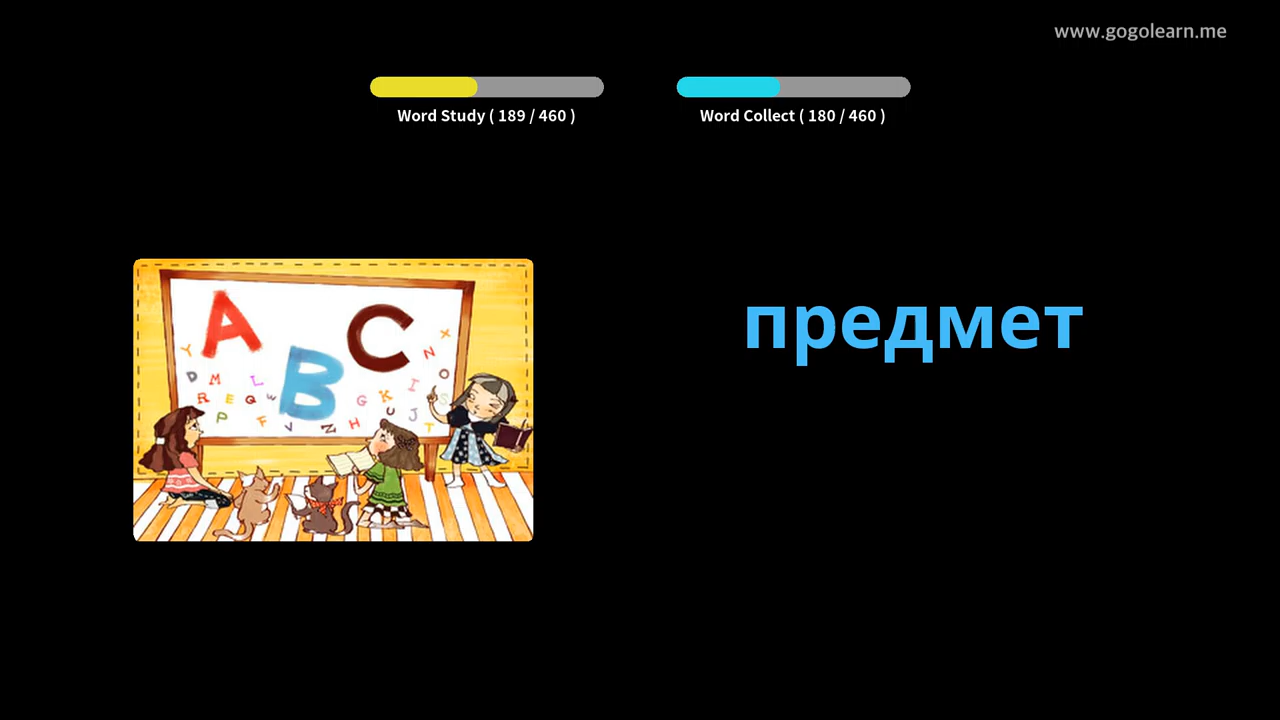 www.gogolearn.me
Word Study ( 189 / 460 )
Word Collect ( 180 / 460 )
предмет
A
B
C
X
Y
N
D
M
L
O
R
E
Q
W
G
K
I
S
P
F
V
Z
H
U
J
T